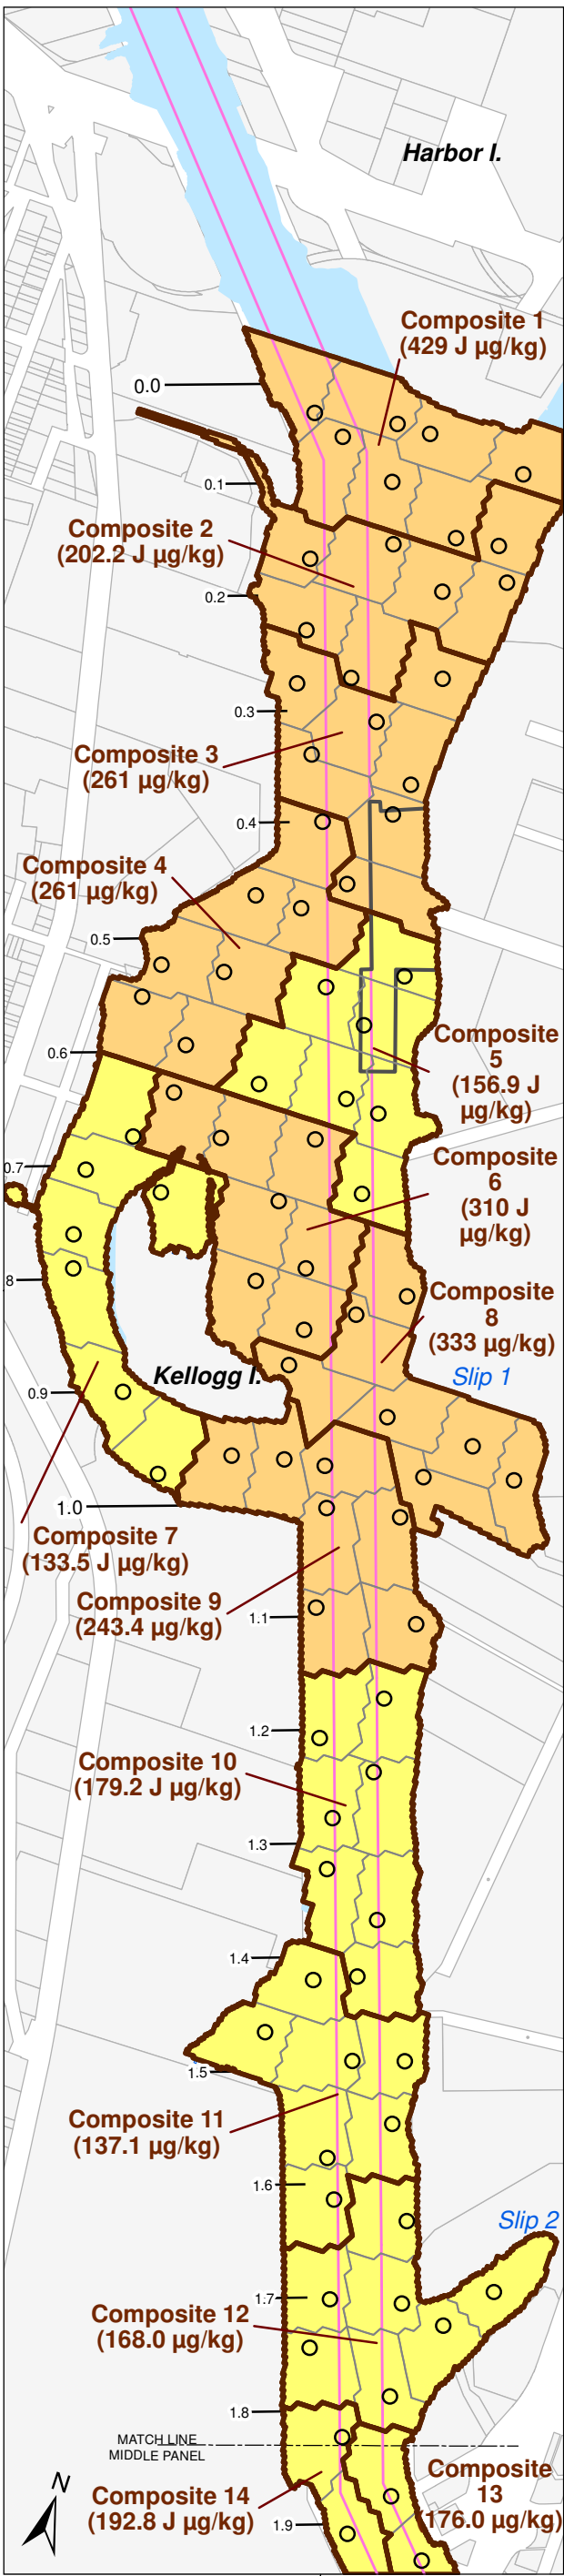 Harbor I.
Composite 1
(429 J µg/kg)
0.0
0.1
Composite 2
(202.2 J µg/kg)
0.2
0.3
Composite 3
(261 µg/kg)
0.4
Composite 4
(261 µg/kg)
0.5
Composite
5
(156.9 J
µg/kg)
0.6
Composite
6
(310 J
µg/kg)
0.7
8
Composite
8
(333 µg/kg)
Slip 1
Kellogg I.
0.9
1.0
Composite 7
(133.5 J µg/kg)
Composite 9
(243.4 µg/kg)
1.1
1.2
Composite 10
(179.2 J µg/kg)
1.3
1.4
1.5
Composite 11
(137.1 µg/kg)
1.6
Slip 2
1.7
Composite 12
(168.0 µg/kg)
1.8
MATCH LINE
MIDDLE PANEL
Composite
13
(176.0 µg/kg)
N
Composite 14
(192.8 J µg/kg)
1.9